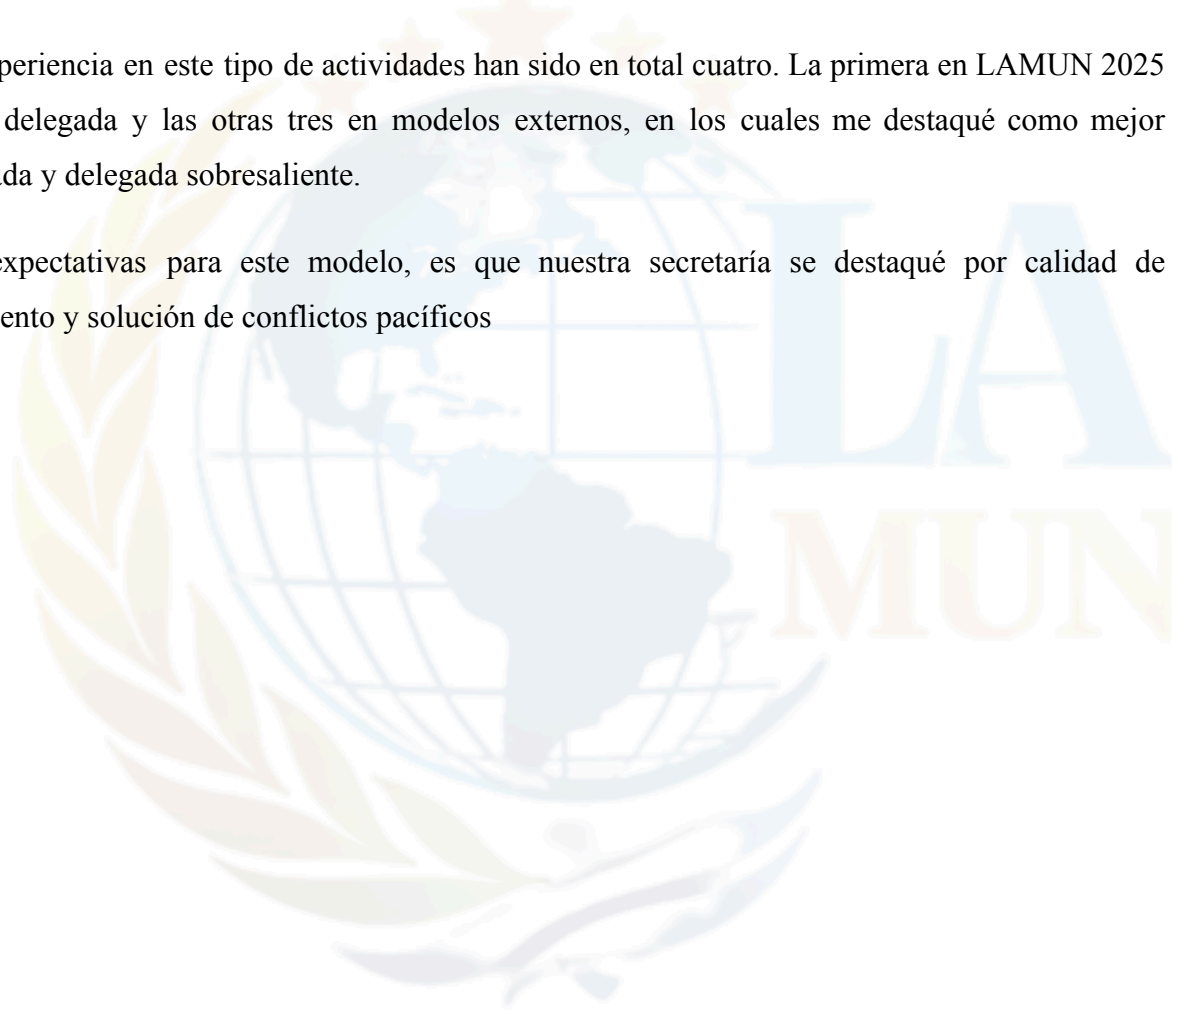 periencia en este tipo de actividades han sido en total cuatro. La primera en LAMUN 2025
delegada y las otras tres en modelos externos, en los cuales me destaqué como mejor
ada y delegada sobresaliente.
expectativas para este modelo, es que nuestra secretaría se destaqué por calidad de
ento y solución de conflictos pacíficos
LA
MUN